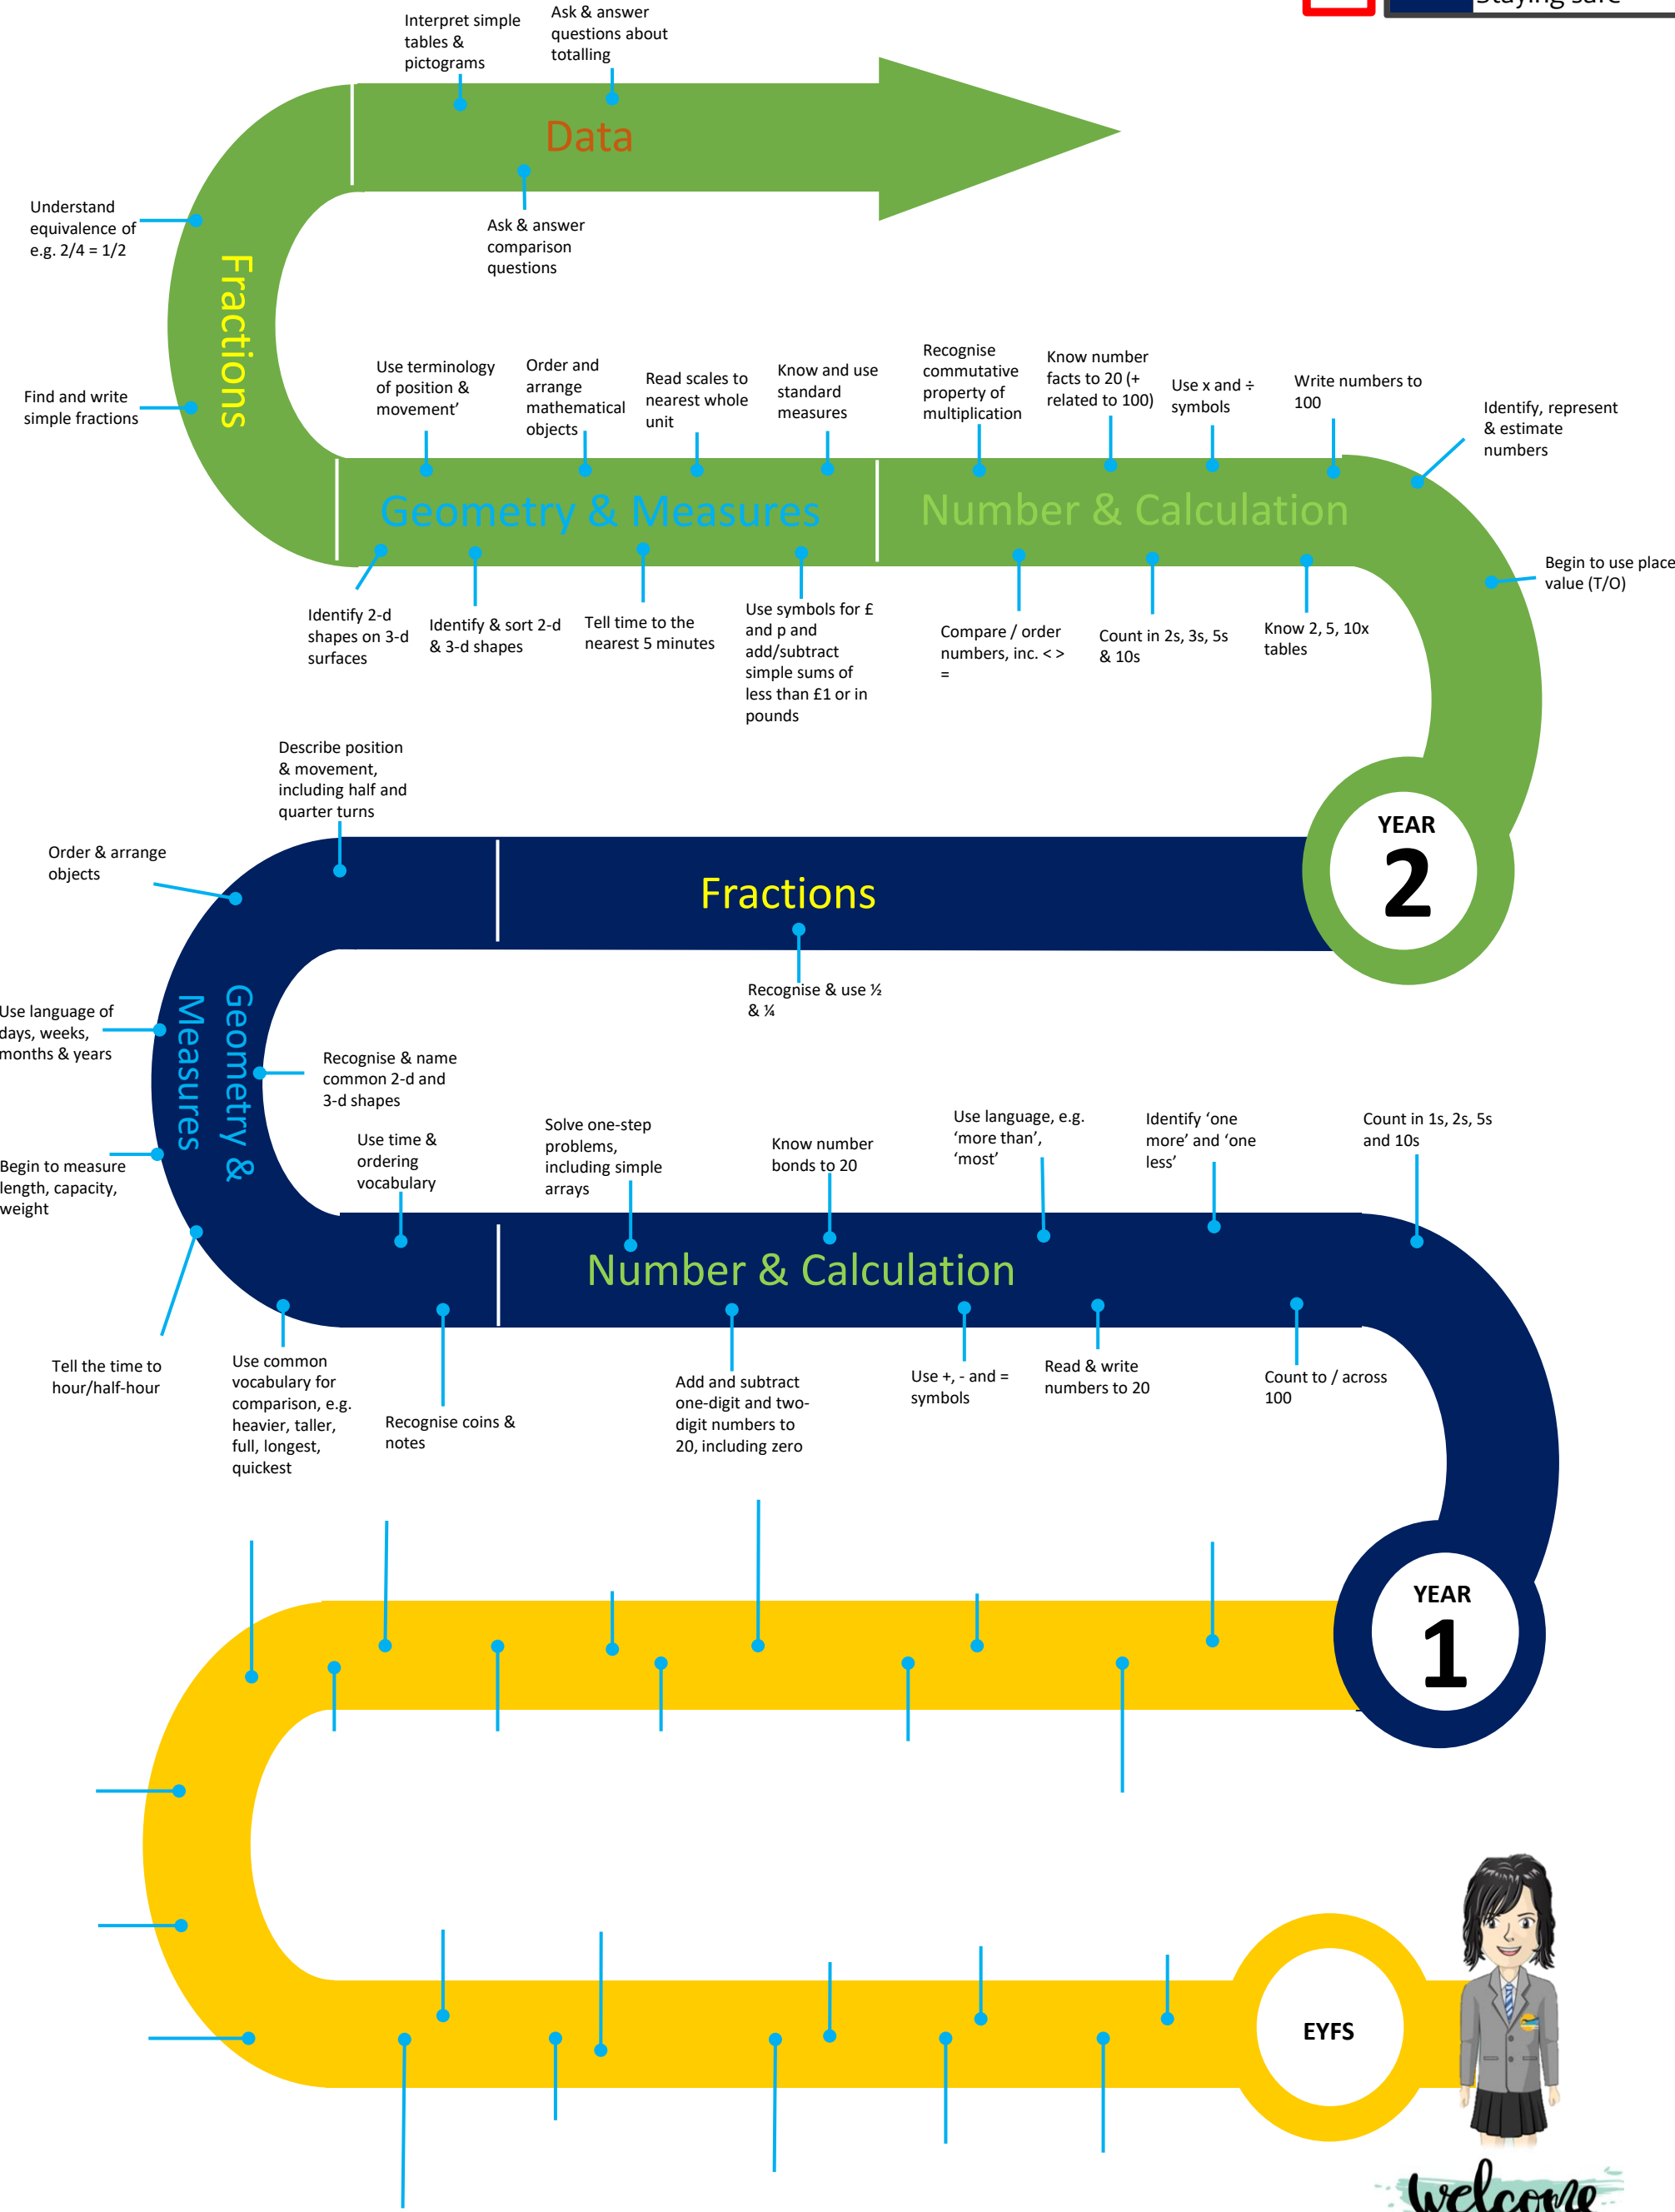 Staying safe
Interpret simple
tables &
pictograms
Ask & answer
questions about
totalling
Data
Understand
equivalence of
e.g. 2/4 = 1/2
Ask & answer
comparison
questions
Fractions
Find and write
simple fractions
Use terminology
of position &
movement’
Order and
arrange
mathematical
objects
Read scales to
nearest whole
unit
Know and use
standard
measures
Recognise
commutative
property of
multiplication
Know number
facts to 20 (+
related to 100)
Use x and ÷
symbols
Write numbers to
100
Identify, represent
& estimate
numbers
Geometry & Measures
Number & Calculation
Begin to use place
value (T/O)
Identify 2-d
shapes on 3-d
surfaces
Identify & sort 2-d
& 3-d shapes
Tell time to the
nearest 5 minutes
Use symbols for £
and p and
add/subtract
simple sums of
less than £1 or in
pounds
Compare / order
numbers, inc. < >
=
Count in 2s, 3s, 5s
& 10s
Know 2, 5, 10x
tables
Describe position
& movement,
including half and
quarter turns
YEAR
2
Order & arrange
objects
Fractions
Recognise & use ½
& ¼
Use language of
days, weeks,
months & years
Geometry &
Measures
Recognise & name
common 2-d and
3-d shapes
Begin to measure
length, capacity,
weight
Use time &
ordering
vocabulary
Solve one-step
problems,
including simple
arrays
Know number
bonds to 20
Use language, e.g.
‘more than’,
‘most’
Identify ‘one
more’ and ‘one
less’
Count in 1s, 2s, 5s
and 10s
Number & Calculation
Tell the time to
hour/half-hour
Use common
vocabulary for
comparison, e.g.
heavier, taller,
full, longest,
quickest
Recognise coins &
notes
Add and subtract
one-digit and two-
digit numbers to
20, including zero
Use +, - and =
symbols
Read & write
numbers to 20
Count to / across
100
YEAR
1
EYFS
welcome